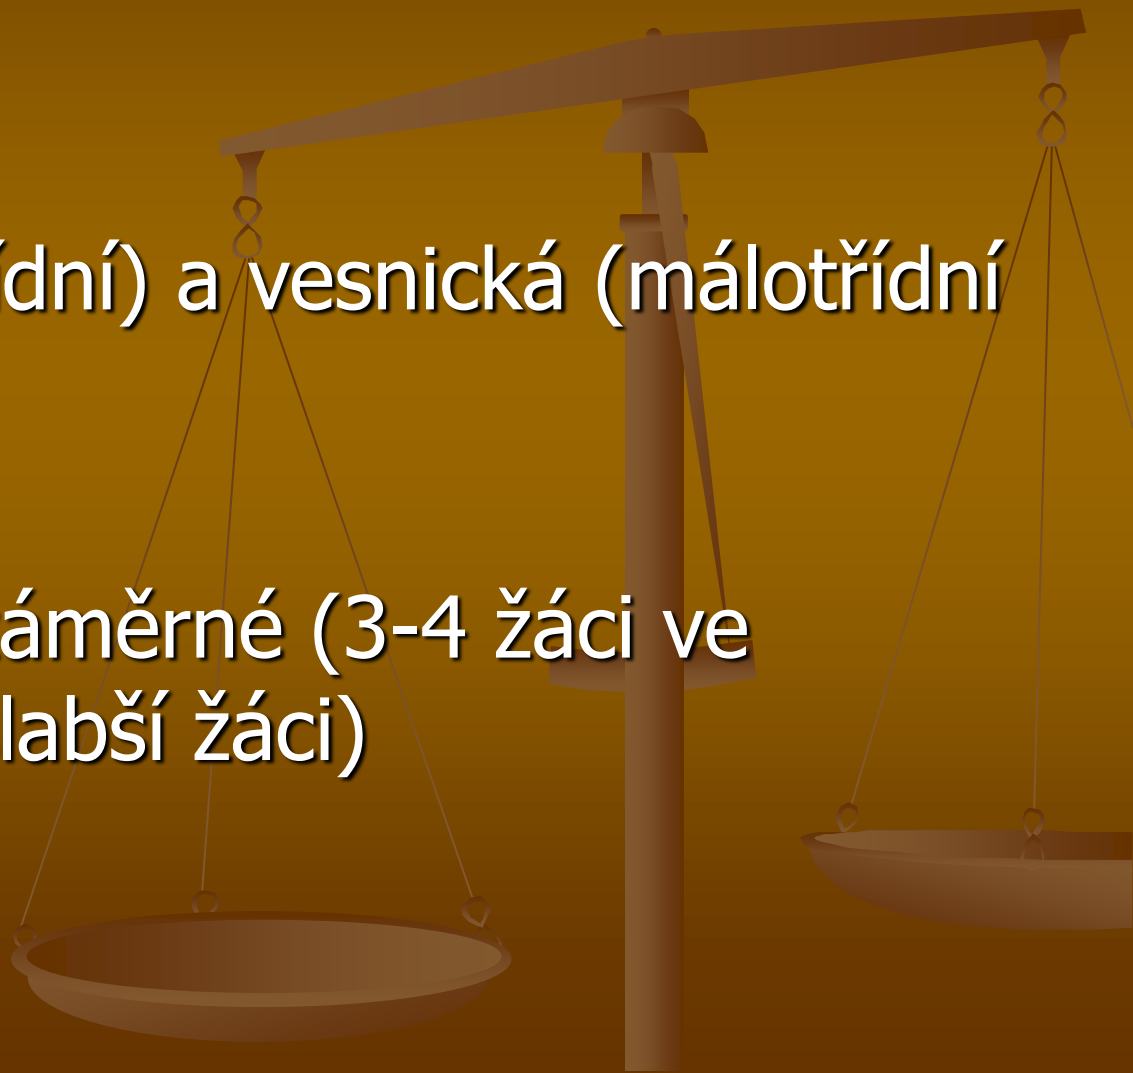 ídní) a vesnická (málotřídní
áměrné (3-4 žáci ve
labší žáci)